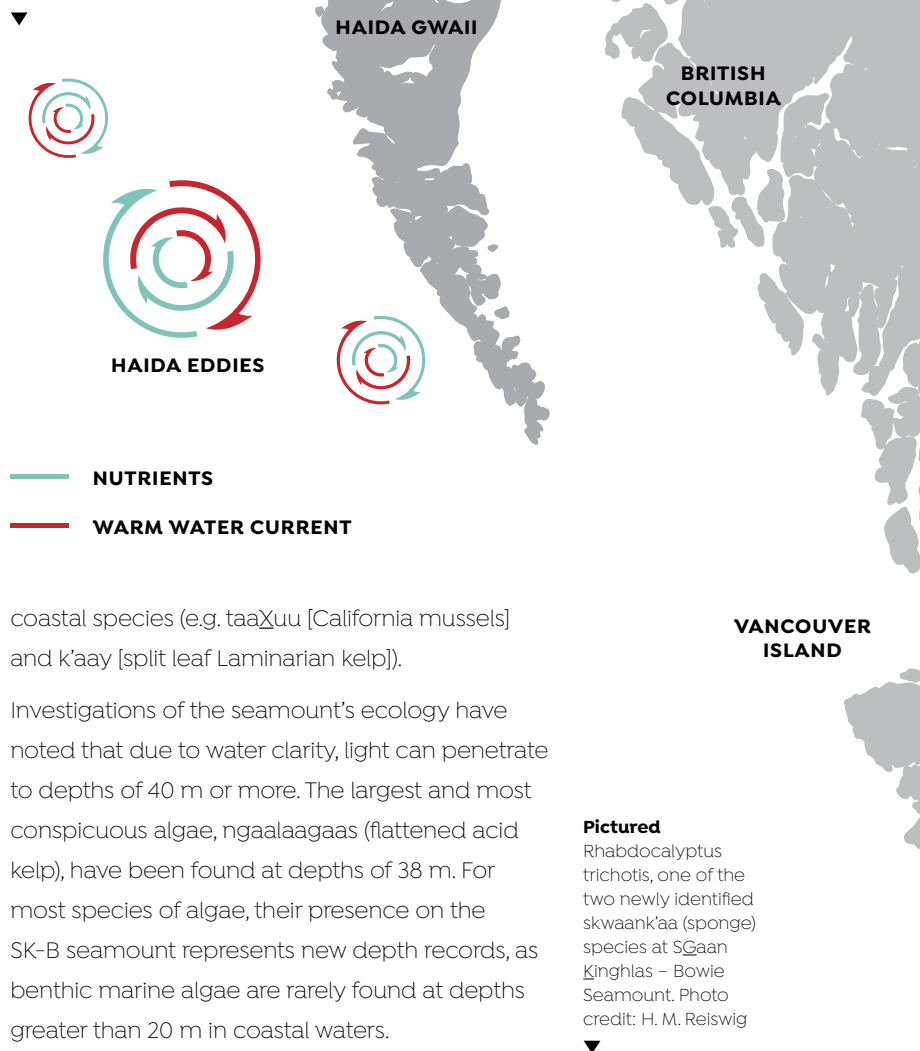 HAIDA GWAII
BRITISH
COLUMBIA
HAIDA EDDIES
NUTRIENTS
WARM WATER CURRENT
VANCOUVER
ISLAND
coastal species (e.g. taaXuu [California mussels]
and k’aay [split leaf Laminarian kelp]).
Investigations of the seamount’s ecology have
noted that due to water clarity, light can penetrate
to depths of 40 m or more. The largest and most
conspicuous algae, ngaalaagaas (flattened acid
kelp), have been found at depths of 38 m. For
most species of algae, their presence on the
SK-B seamount represents new depth records, as
benthic marine algae are rarely found at depths
greater than 20 m in coastal waters.
Pictured
Rhabdocalyptus
trichotis, one of the
two newly identified
skwaank’aa (sponge)
species at SGaan
Kinghlas – Bowie
Seamount. Photo
credit: H. M. Reiswig